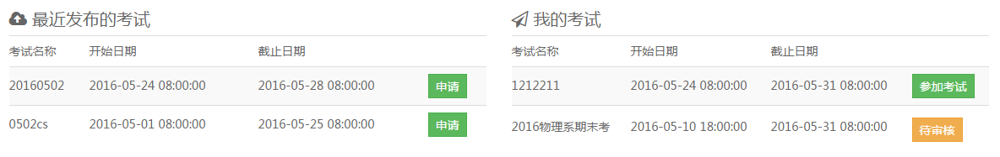 最近发布的考试
考试名称 开始日期 截止日期
20160502 2016-05-24 08:00:00 2016-05-28 08:00:00 申请
0502cs 2016-05-01 08:00:00 2016-05-25 08:00:00 申请
我的考试
考试名称 开始日期 截止日期
1212211 2016-05-24 08:00:00 2016-05-31 08:00:00 参加考试
2016物理系期末考 2016-05-10 18:00:00 2016-05-31 08:00:00 待审核